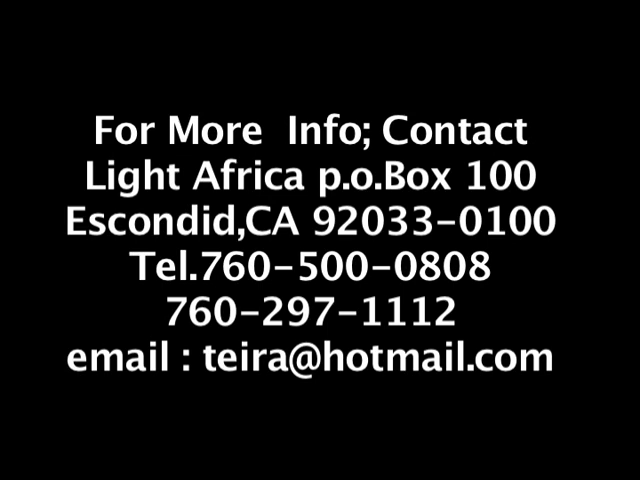 For More  Info; Contact
Light Africa p.o.Box 100
Escondid,CA 92033-0100
Tel.760-500-0808
760-297-1112
email : teira@hotmail.com